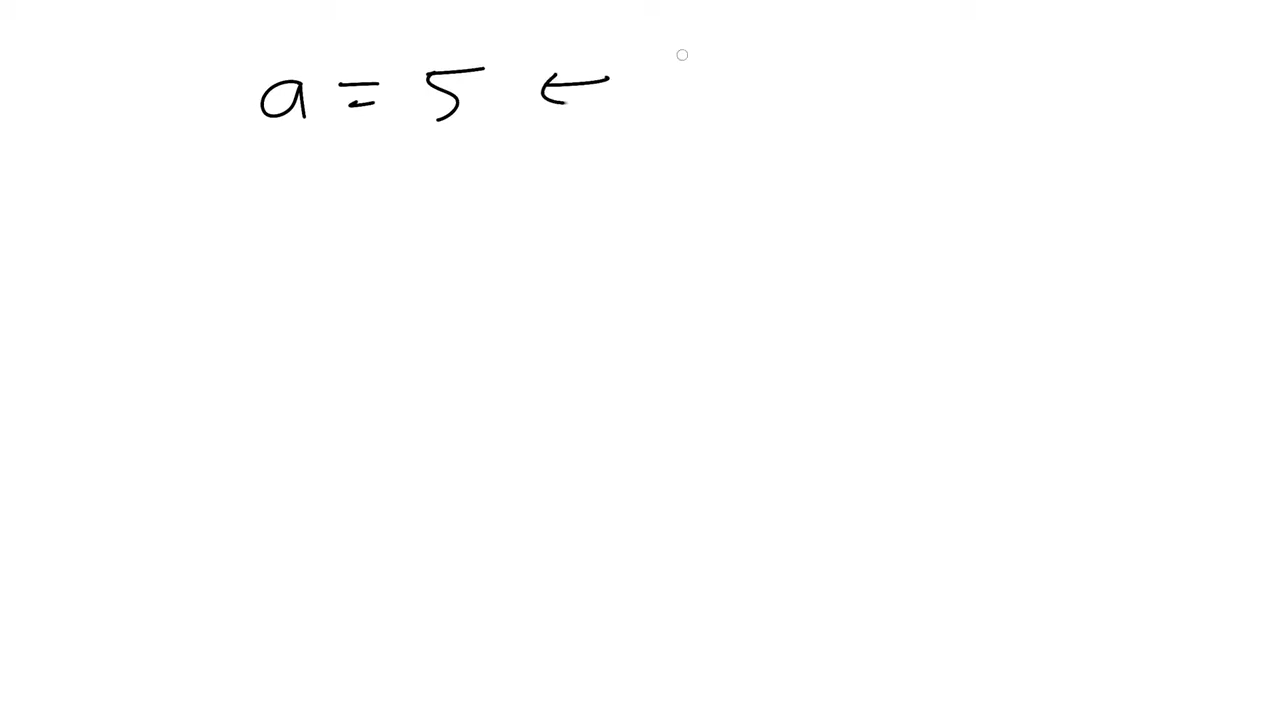 a = 5 ←